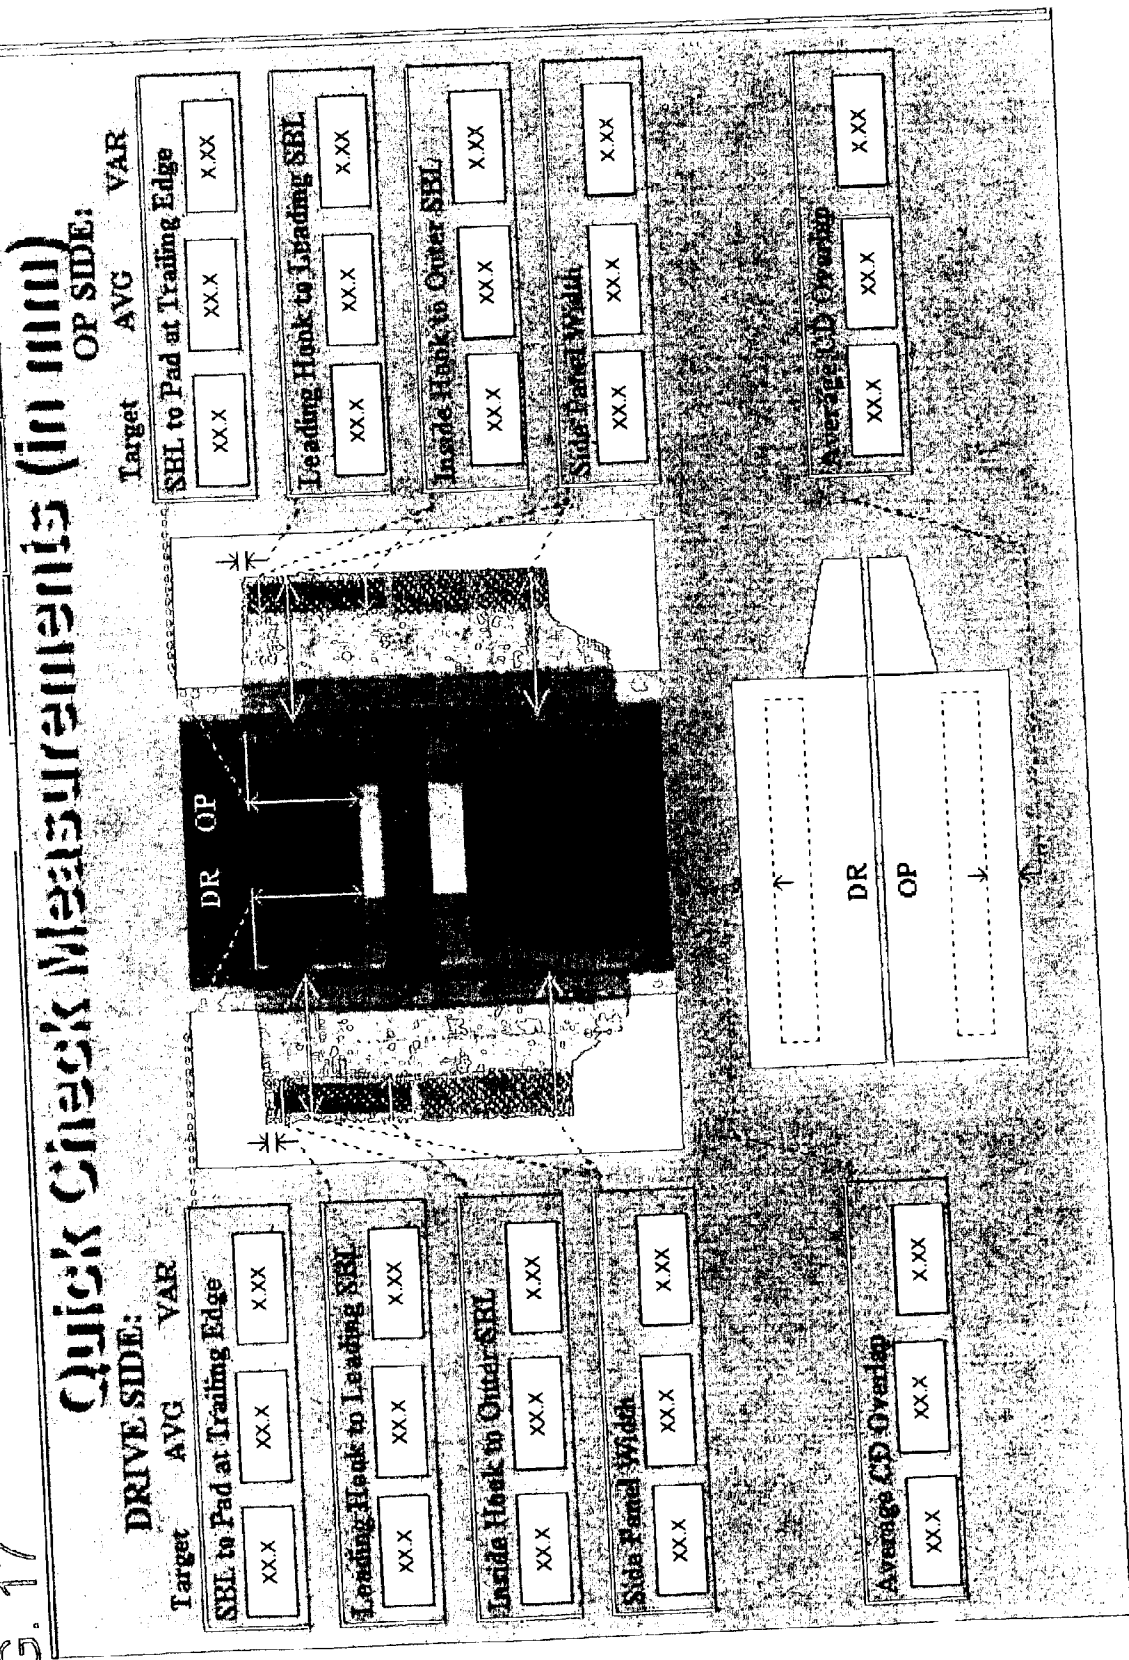 G. 17
Quick Check Measurements (in mm)
DRIVE SIDE:
Target AVG VAR
SBL to Pad at Trailing Edge
XX.X XX.X X.XX
Leading Hook to Leading SBL
XX.X XX.X X.XX
Inside Hook to Outer SBL
XX.X XX.X X.XX
Side Panel Width
XX.X XX.X X.XX
Average CD Overlap
XX.X XX.X X.XX
DR OP
DR
OP
OP SIDE:
Target AVG VAR
SBL to Pad at Trailing Edge
XX.X XX.X X.XX
Leading Hook to Leading SBL
XX.X XX.X X.XX
Inside Hook to Outer SBL
XX.X XX.X X.XX
Side Panel Width
XX.X XX.X X.XX
Average CD Overlap
XX.X XX.X X.XX